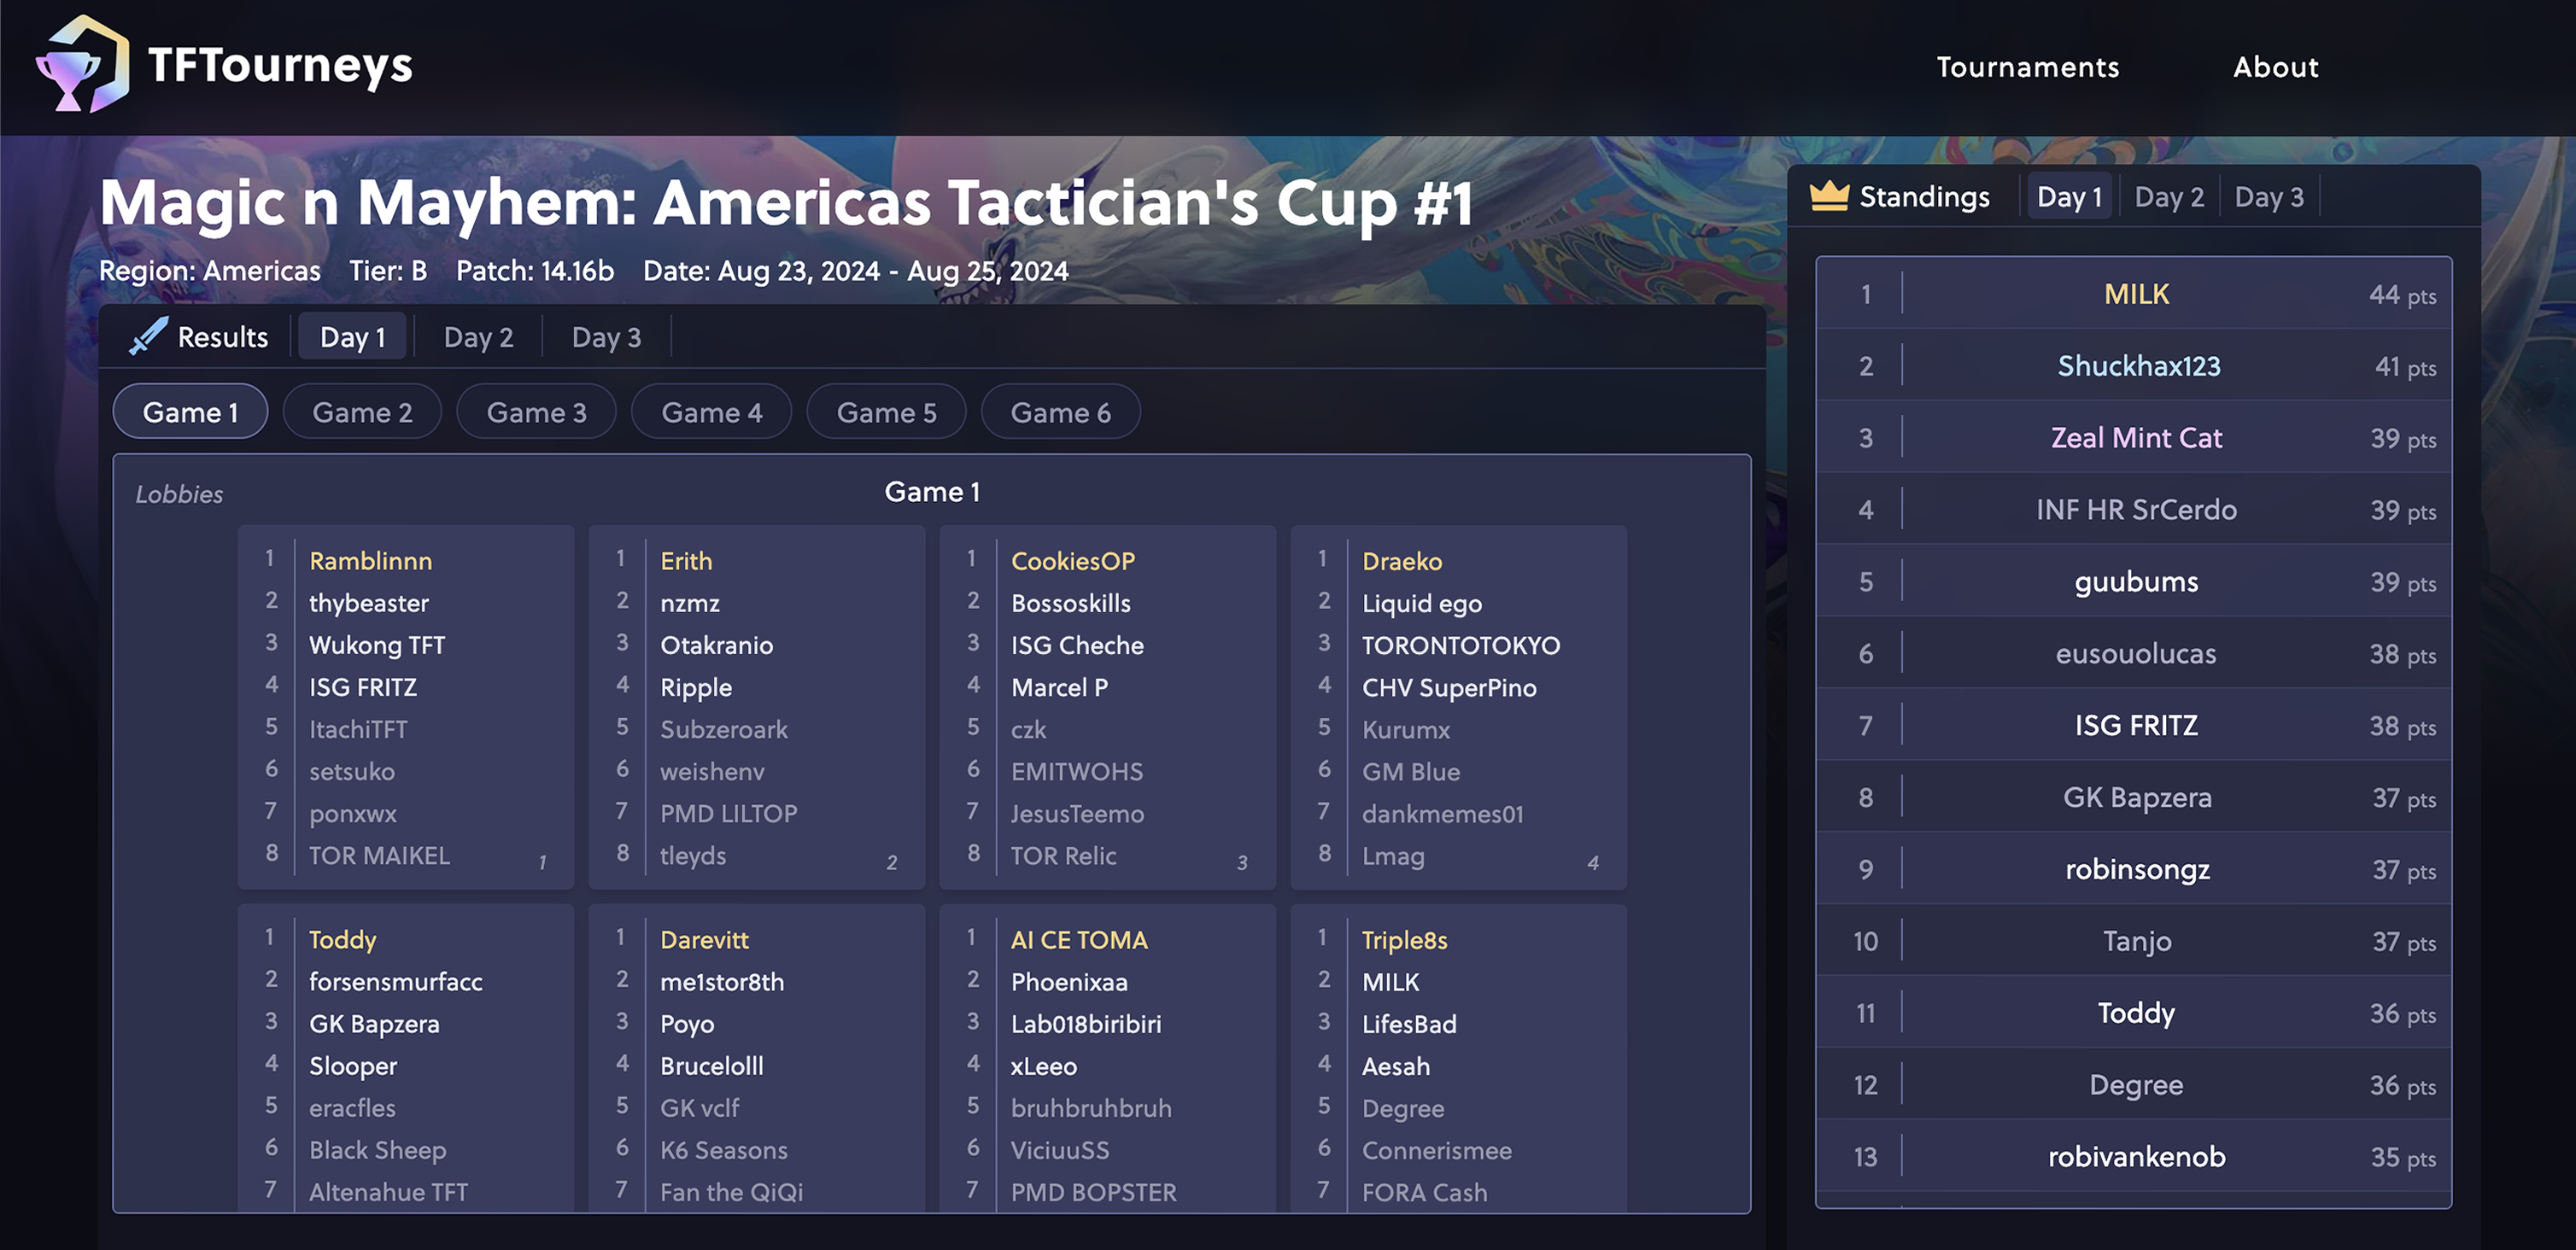 TFTourneys
Tournaments About
Magic n Mayhem: Americas Tactician's Cup #1
Region: Americas Tier: B Patch: 14.16b Date: Aug 23, 2024 - Aug 25, 2024
Results Day 1 Day 2 Day 3
Game 1 Game 2 Game 3 Game 4 Game 5 Game 6
Lobbies
Game 1
1 Ramblinnn
2 thybeaster
3 Wukong TFT
4 ISG FRITZ
5 ItachiTFT
6 setsuko
7 ponxwx
8 TOR MAIKEL
1
1 Erith
2 nzmz
3 Otakranio
4 Ripple
5 Subzeroark
6 weishenv
7 PMD LILTOP
8 tleyds
2
1 CookiesOP
2 Bossoskills
3 ISG Cheche
4 Marcel P
5 czk
6 EMITWOHS
7 JesusTeemo
8 TOR Relic
3
1 Draeko
2 Liquid ego
3 TORONTOTOKYO
4 CHV SuperPino
5 Kurumx
6 GM Blue
7 dankmemes01
8 Lmag
4
1 Toddy
2 forsensmurfacc
3 GK Bapzera
4 Slooper
5 eracfles
6 Black Sheep
7 Altenahue TFT
1 Darevitt
2 me1stor8th
3 Poyo
4 Brucelolll
5 GK vclf
6 K6 Seasons
7 Fan the QiQi
1 AI CE TOMA
2 Phoenixaa
3 Lab018biribiri
4 xLeeo
5 bruhbruhbruh
6 ViciuuSS
7 PMD BOPSTER
1 Triple8s
2 MILK
3 LifesBad
4 Aesah
5 Degree
6 Connerismee
7 FORA Cash
Standings Day 1 Day 2 Day 3
1 MILK 44 pts
2 Shuckhax123 41 pts
3 Zeal Mint Cat 39 pts
4 INF HR SrCerdo 39 pts
5 guubums 39 pts
6 eusouolucas 38 pts
7 ISG FRITZ 38 pts
8 GK Bapzera 37 pts
9 robinsongz 37 pts
10 Tanjo 37 pts
11 Toddy 36 pts
12 Degree 36 pts
13 robivankenob 35 pts